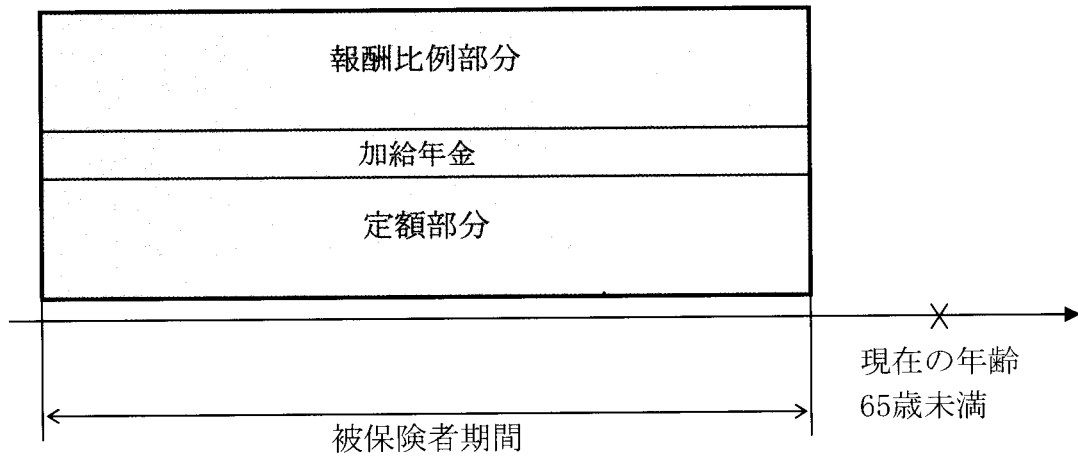 報酬比例部分
加給年金
定額部分
現在の年齢
65歳未満
被保険者期間